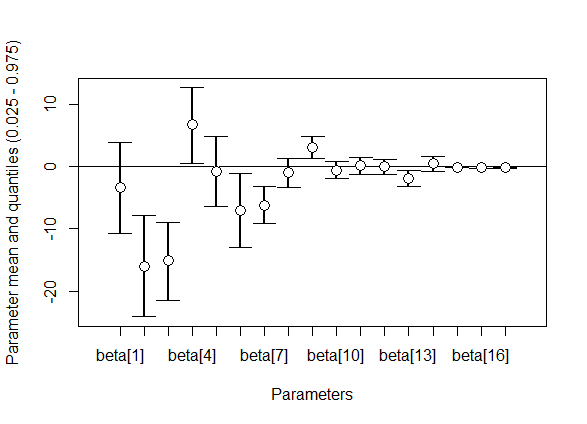 Parameter mean and quantiles (0.025 - 0.975)
10
0
-10
-20
beta[1] beta[4] beta[7] beta[10] beta[13] beta[16]
Parameters